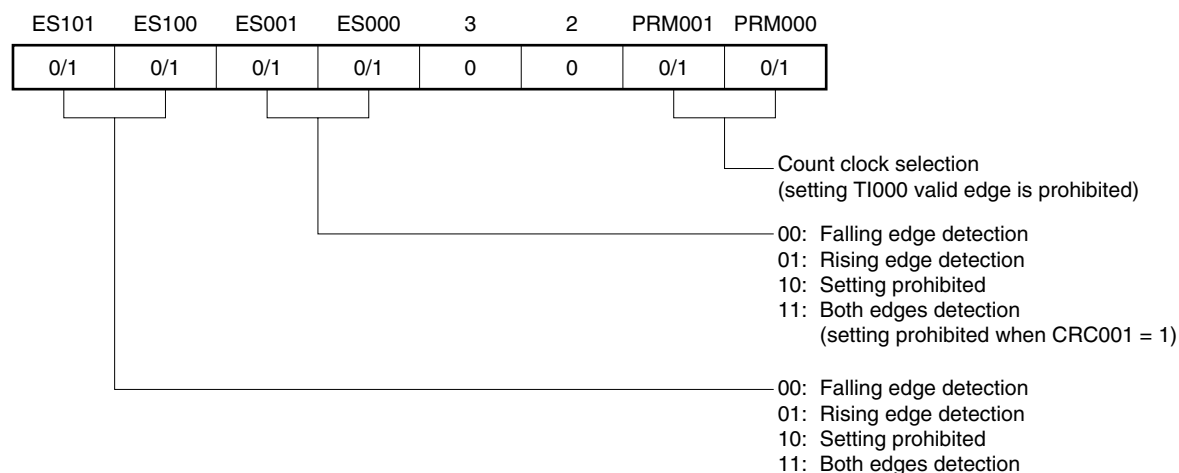 ES101 ES100 ES001 ES000 3 2 PRM001 PRM000
0/1 0/1 0/1 0/1 0 0 0/1 0/1
Count clock selection
(setting TI000 valid edge is prohibited)
00: Falling edge detection
01: Rising edge detection
10: Setting prohibited
11: Both edges detection
(setting prohibited when CRC001 = 1)
00: Falling edge detection
01: Rising edge detection
10: Setting prohibited
11: Both edges detection